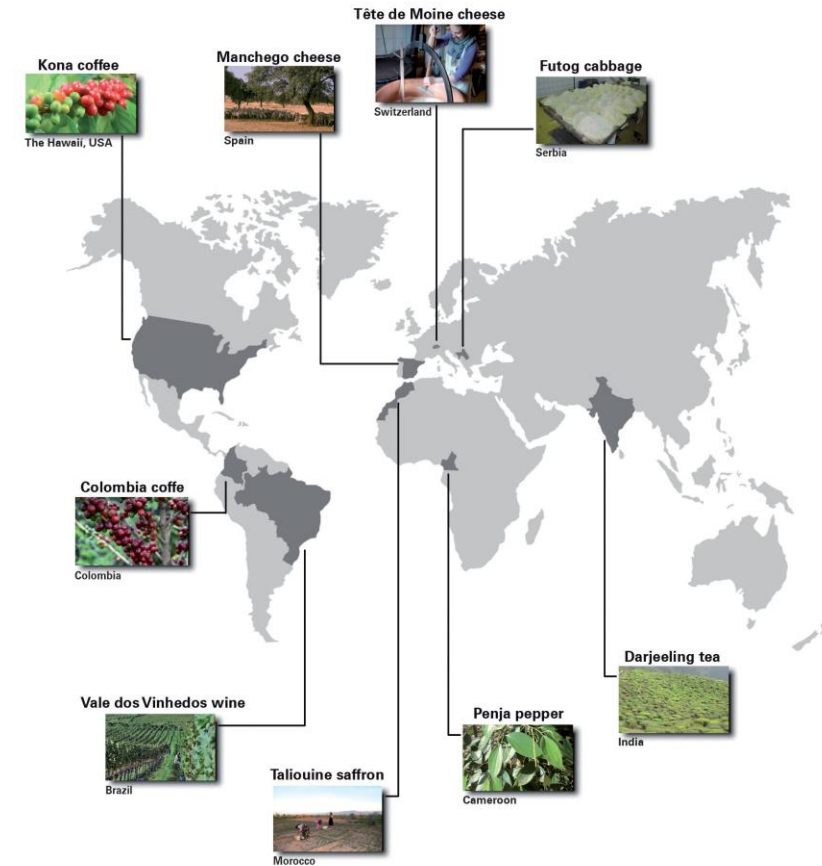 Tête de Moine cheese
Switzerland
Kona coffee
The Hawaii, USA
Manchego cheese
Spain
Futog cabbage
Serbia
Colombia coffe
Colombia
Darjeeling tea
India
Vale dos Vinhedos wine
Brazil
Penja pepper
Cameroon
Taliouine saffron
Morocco